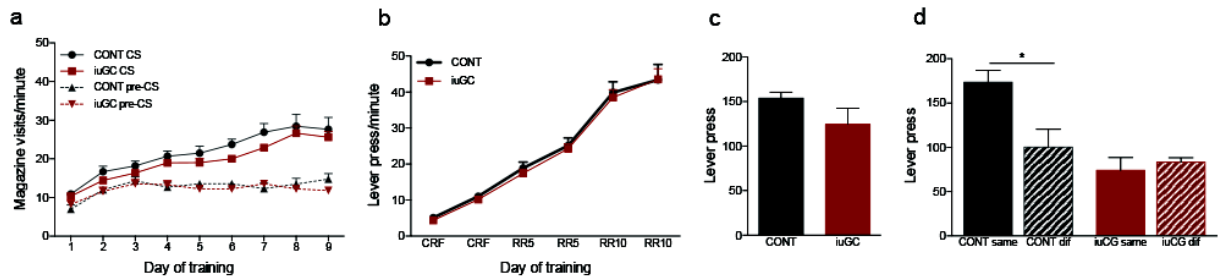 a
Magazine visits/minute
50
40
30
20
10
0
CONT CS
iuGC CS
CONT pre-CS
iuGC pre-CS
1 2 3 4 5 6 7 8 9
Day of training
b
Lever press/minute
50
40
30
20
10
0
CONT
iuGC
CRF CRF RR5 RR5 RR10 RR10
Day of training
c
Lever press
200
150
100
50
0
CONT iuGC
d
Lever press
200
150
100
50
0
*
CONT same CONT dif iuCG same iuCG dif